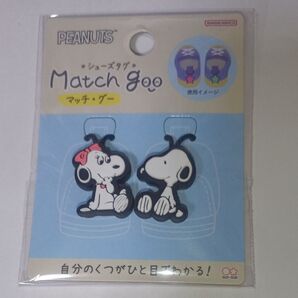 PEANUTS™
シューズタグ
Match goo
マッチ・グー
使用イメージ
自分のくつがひと目でわかる!